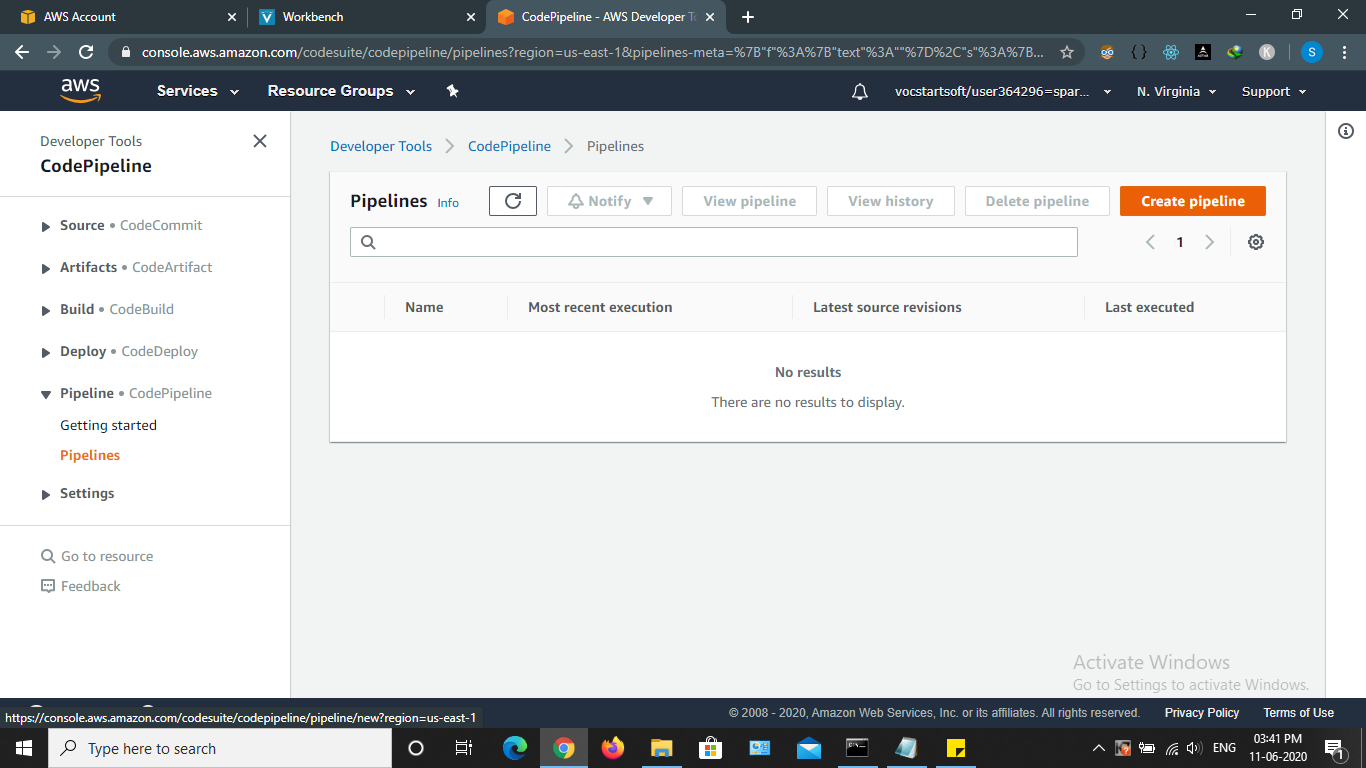 AWS Account
Workbench
CodePipeline - AWS Developer To
console.aws.amazon.com/codesuite/codepipeline/pipelines?region=us-east-1&pipelines-meta=%7B"f"%3A%7B"text"%3A""%7D%2C"s"%3A%7B...
S
K
aws
Services
Resource Groups
vocstartsoft/user364296=spar...
N. Virginia
Support
Developer Tools
CodePipeline
Source • CodeCommit
Artifacts • CodeArtifact
Build • CodeBuild
Deploy • CodeDeploy
Pipeline • CodePipeline
Getting started
Pipelines
Settings
Go to resource
Feedback
Developer Tools
CodePipeline
Pipelines
Pipelines Info
Notify
View pipeline
View history
Delete pipeline
Create pipeline
1
Name
Most recent execution
Latest source revisions
Last executed
No results
There are no results to display.
Activate Windows
Go to Settings to activate Windows.
https://console.aws.amazon.com/codesuite/codepipeline/pipeline/new?region=us-east-1
© 2008 - 2020, Amazon Web Services, Inc. or its affiliates. All rights reserved.
Privacy Policy
Terms of Use
Type here to search
ENG
03:41 PM
11-06-2020
1